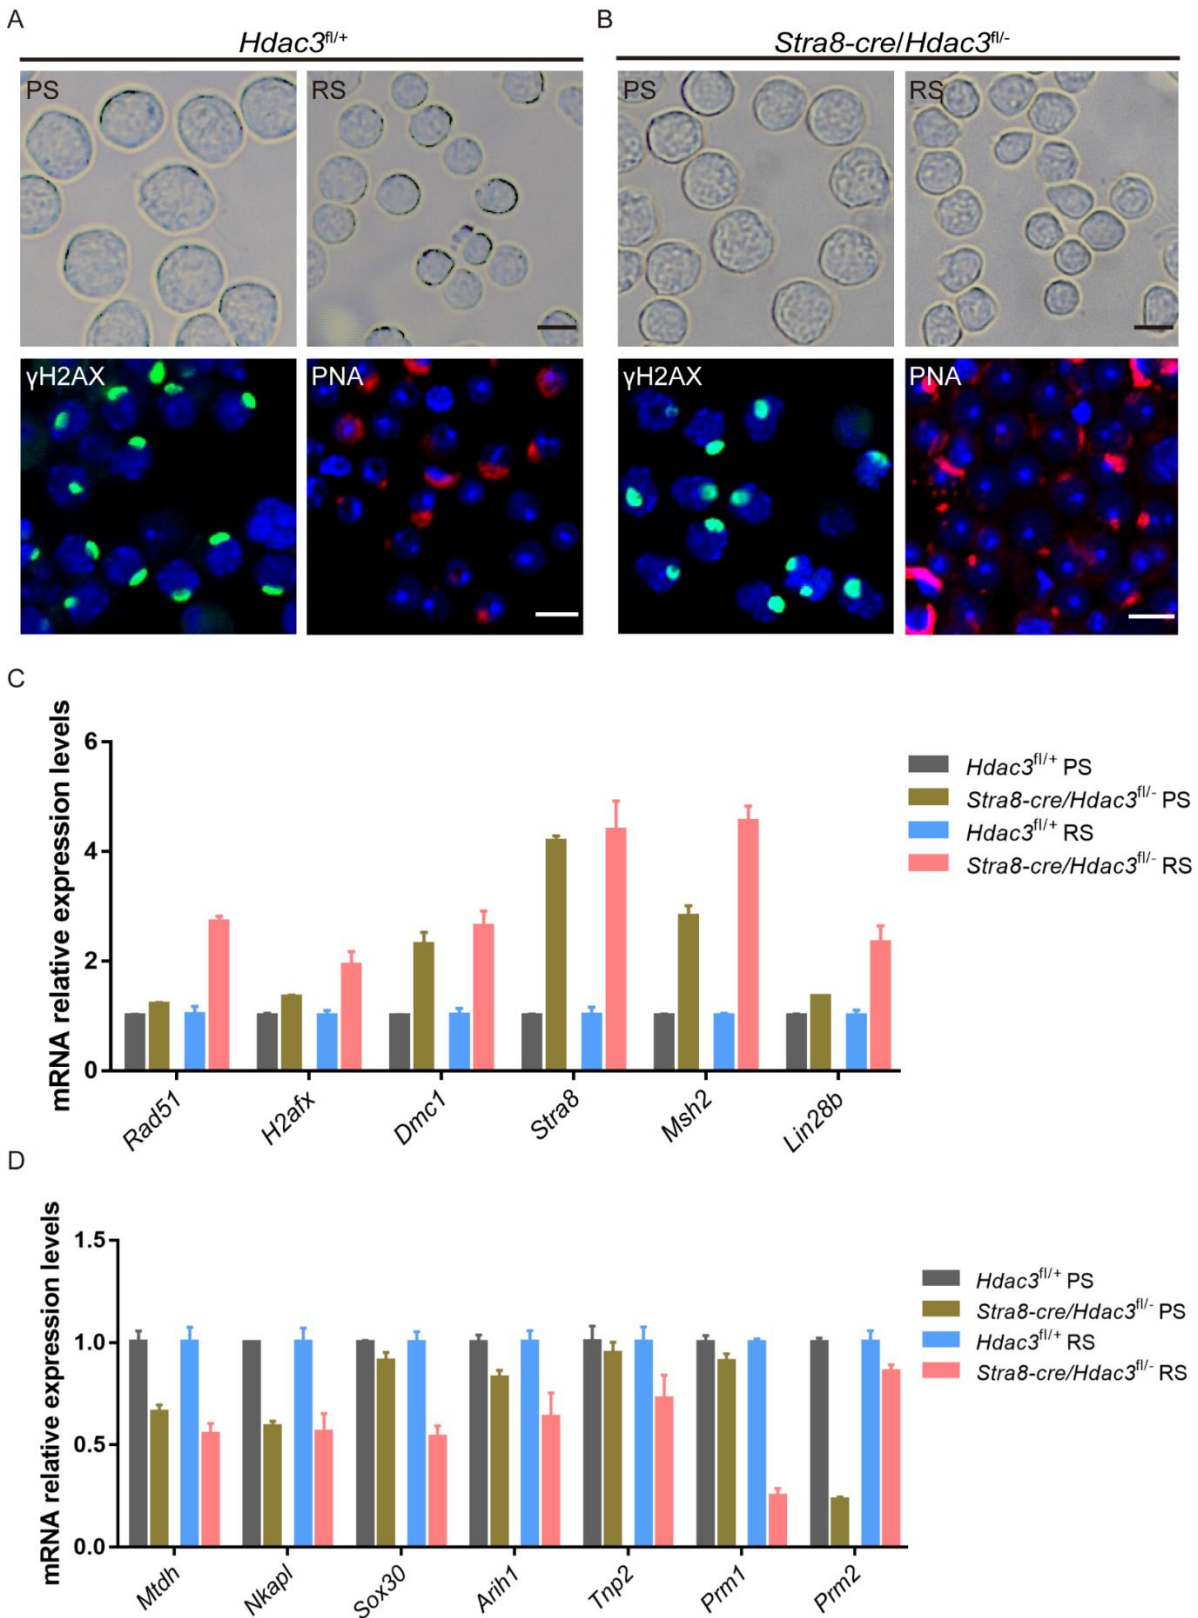 A
B
Hdac3fl/+
Stra8-cre/Hdac3fl/-
PS
RS
PS
RS
γH2AX
PNA
γH2AX
PNA
C
mRNA relative expression levels
6
4
2
0
Rad51
H2afx
Dmc1
Stra8
Msh2
Lin28b
Hdac3fl/+ PS
Stra8-cre/Hdac3fl/- PS
Hdac3fl/+ RS
Stra8-cre/Hdac3fl/- RS
D
mRNA relative expression levels
1.5
1.0
0.5
0.0
Mtdh
Nkapl
Sox30
Arih1
Tnp2
Prm1
Prm2
Hdac3fl/+ PS
Stra8-cre/Hdac3fl/- PS
Hdac3fl/+ RS
Stra8-cre/Hdac3fl/- RS